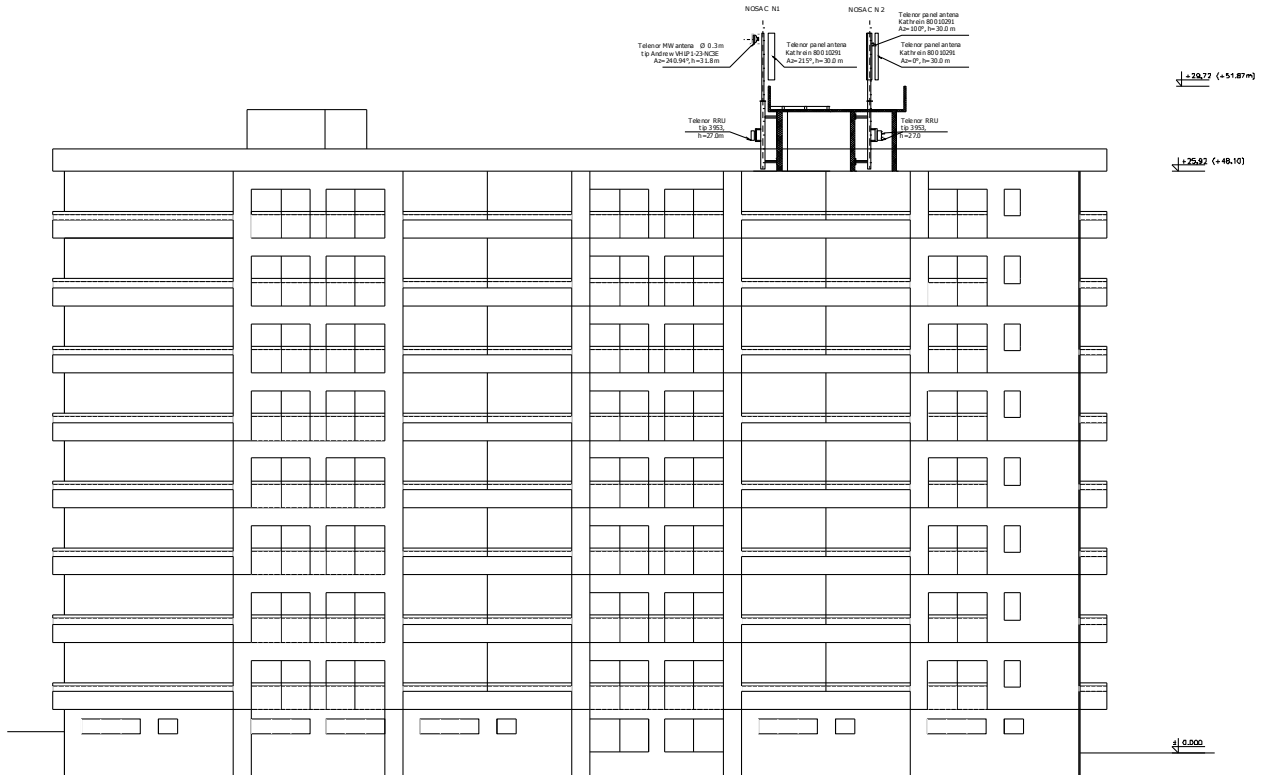 NOSAC N1
NOSAC N2
Telenor panel antena
Kathrein 80010291
Az=100°, h=30.0 m
Telenor MW antena Ø 0.3m
tip Andrew VHLP1-23-NC3E
Az=240.94°, h=31.8m
Telenor panel antena
Kathrein 80010291
Az=215°, h=30.0 m
Telenor panel antena
Kathrein 80010291
Az=0°, h=30.0 m
+29,72 (+51.87m)
Telenor RRU
tip 3953,
h=27.0m
Telenor RRU
tip 3953,
h=27.0
+25.92 (+48.10)
± 0.000